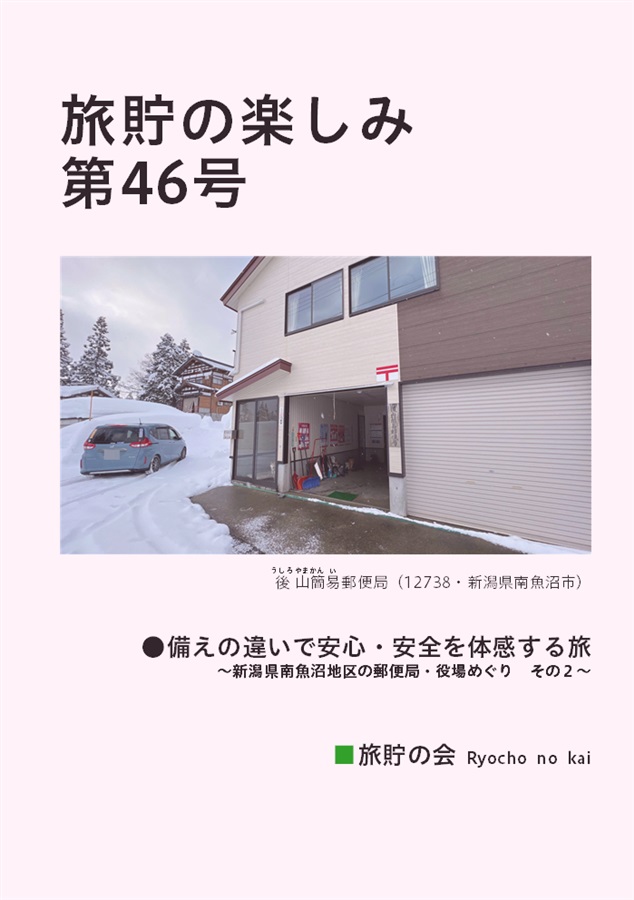 旅貯の楽しみ
第46号
〒
うしろやまかんい
後山簡易郵便局（12738・新潟県南魚沼市）
●備えの違いで安心・安全を体感する旅
～新潟県南魚沼地区の郵便局・役場めぐり　その２～
■旅貯の会 Ryocho no kai